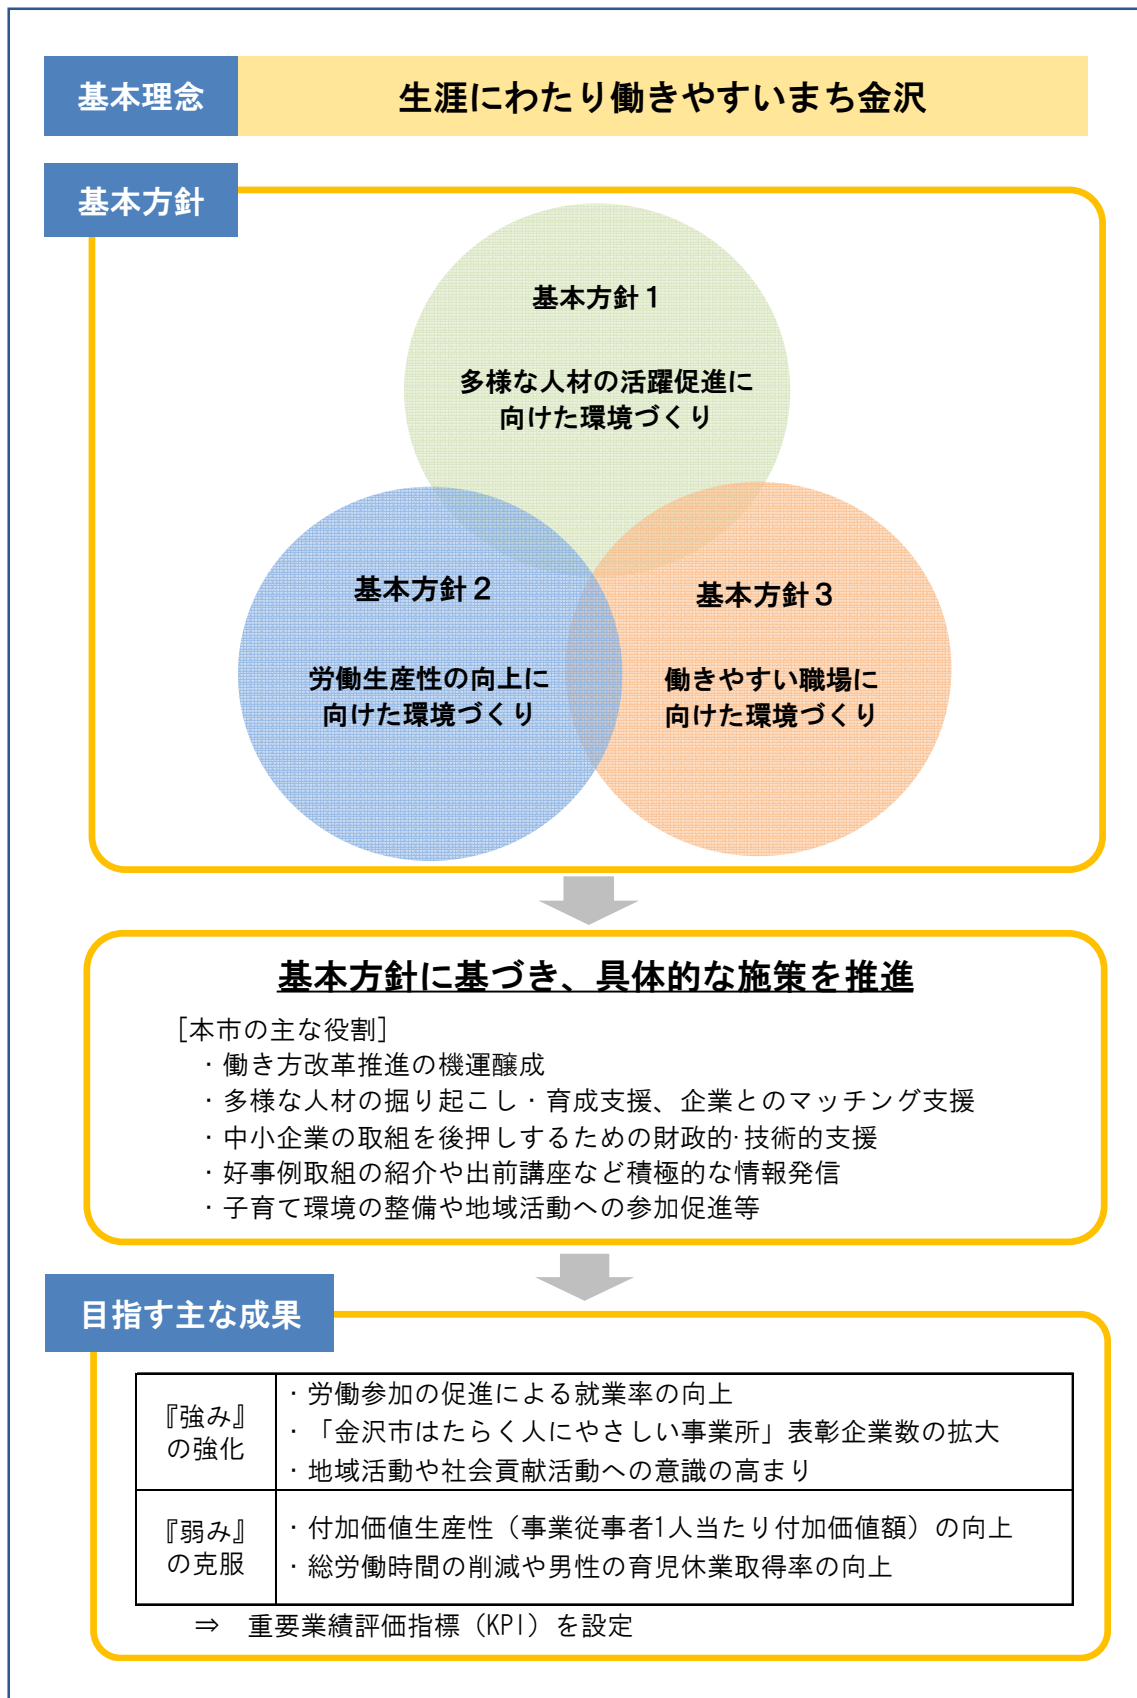 基本理念
生涯にわたり働きやすいまち金沢
基本方針
基本方針１
多様な人材の活躍促進に
向けた環境づくり
基本方針２
労働生産性の向上に
向けた環境づくり
基本方針３
働きやすい職場に
向けた環境づくり
基本方針に基づき、具体的な施策を推進
［本市の主な役割］
・働き方改革推進の機運醸成
・多様な人材の掘り起こし・育成支援、企業とのマッチング支援
・中小企業の取組を後押しするための財政的･技術的支援
・好事例取組の紹介や出前講座など積極的な情報発信
・子育て環境の整備や地域活動への参加促進等
目指す主な成果
『強み』
の強化
・労働参加の促進による就業率の向上
・「金沢市はたらく人にやさしい事業所」表彰企業数の拡大
・地域活動や社会貢献活動への意識の高まり
『弱み』
の克服
・付加価値生産性（事業従事者1人当たり付加価値額）の向上
・総労働時間の削減や男性の育児休業取得率の向上
⇒　重要業績評価指標（KPI）を設定